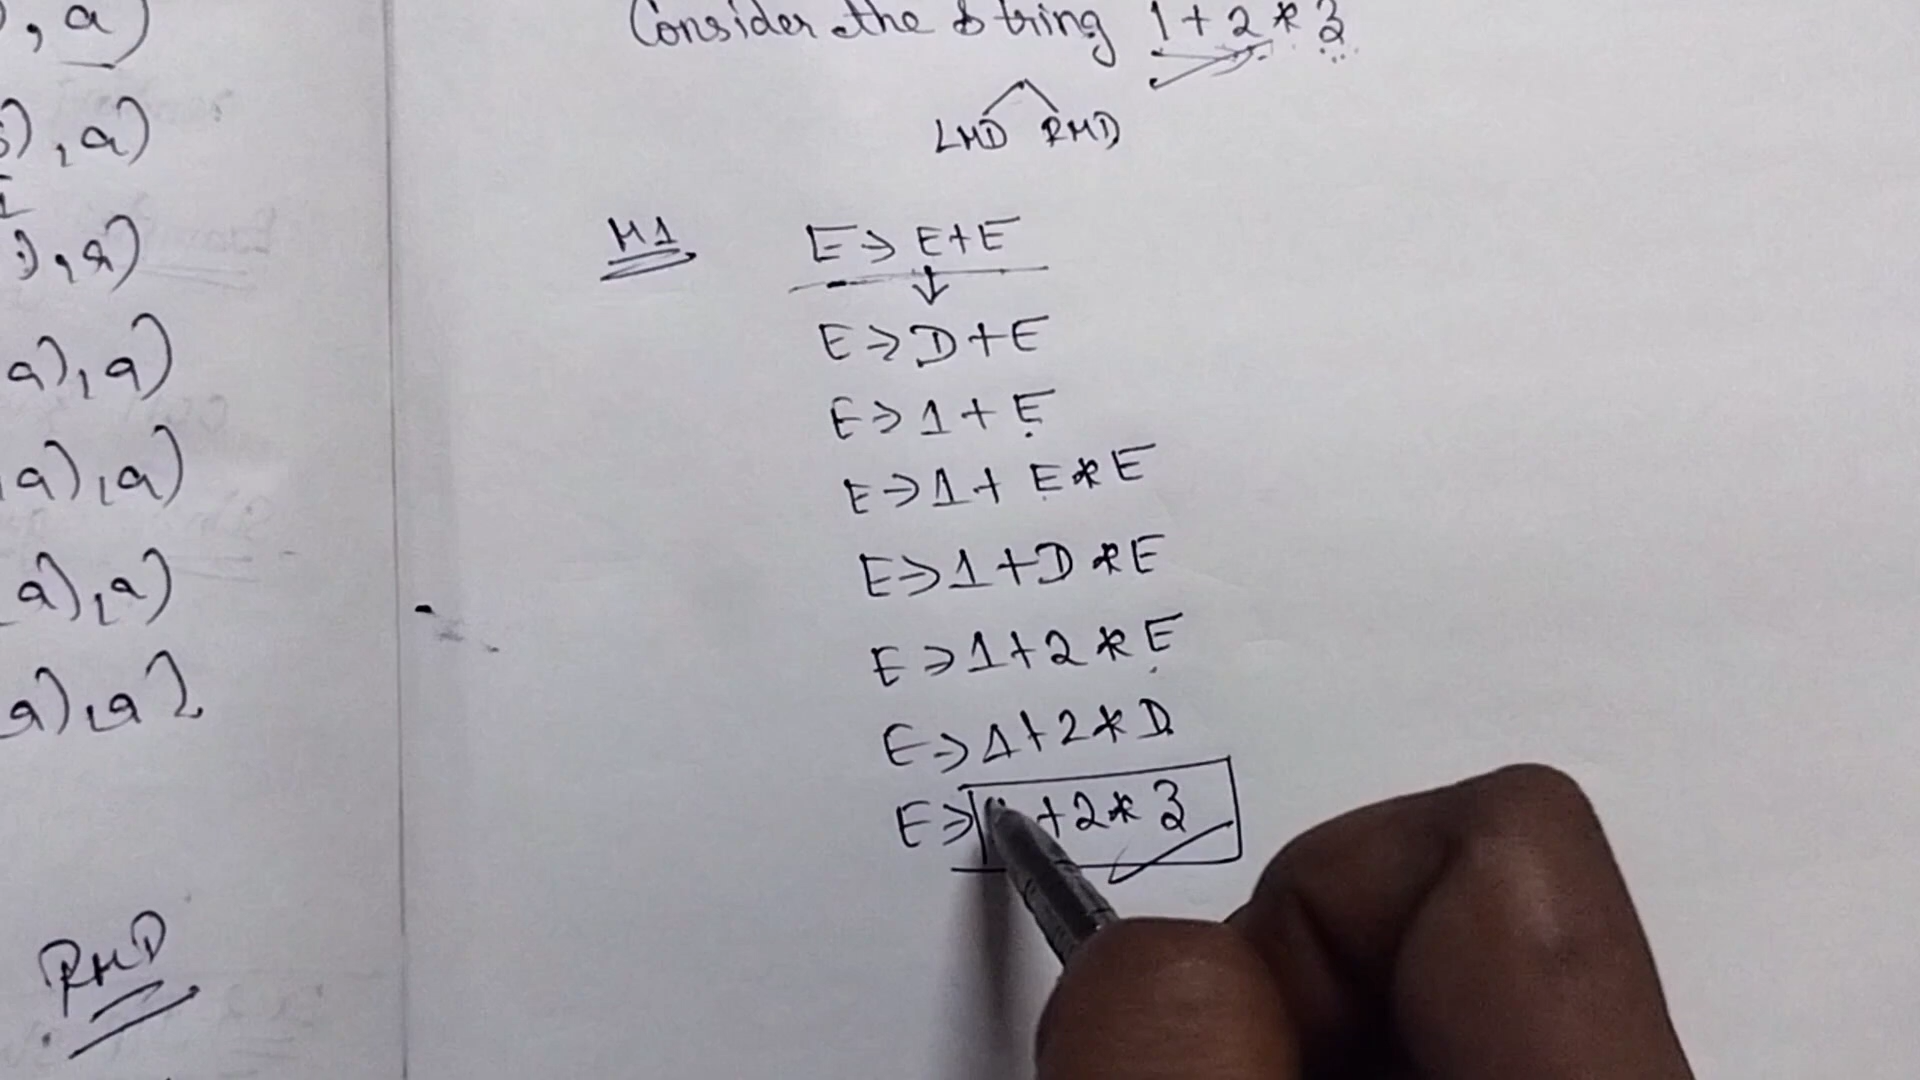 , a)
), a)
), a)
a), a)
a), a)
a), a)
a), a)
RMD
Consider the string 1 + 2 * 3
LMD RMD
M1
E => E + E
E => D + E
E => 1 + E
E => 1 + E * E
E => 1 + D * E
E => 1 + 2 * E
E => 1 + 2 * D
E => + 2 * 3